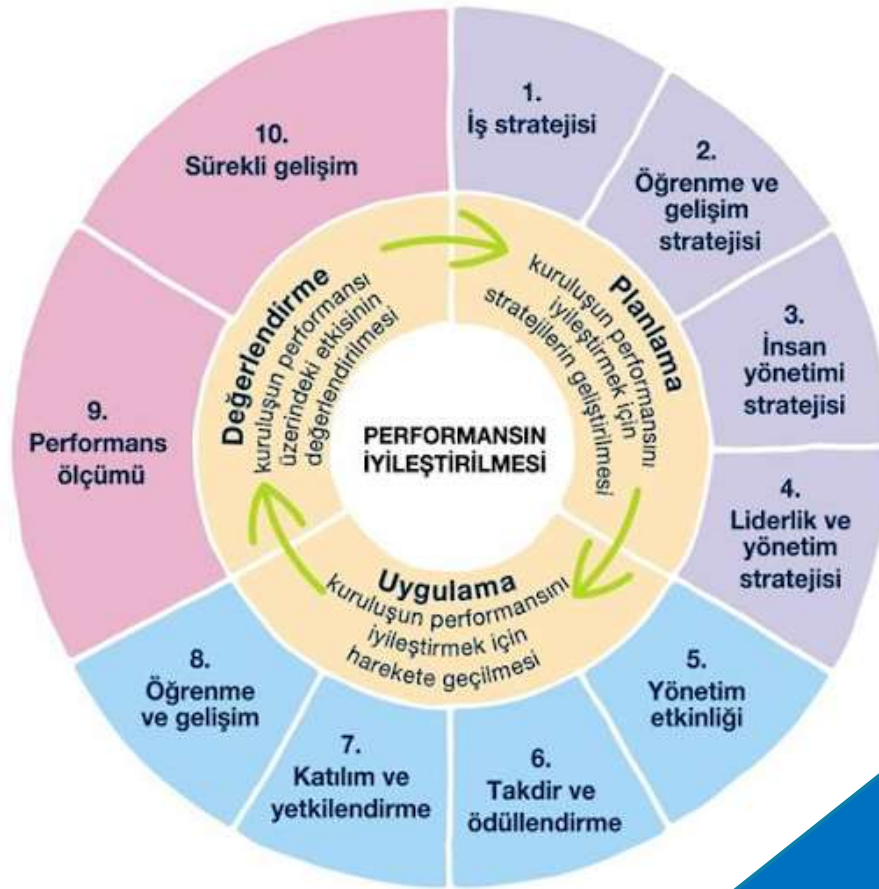 1.
İş stratejisi
2.
Öğrenme ve
gelişim
stratejisi
3.
İnsan
yönetimi
stratejisi
4.
Liderlik ve
yönetim
stratejisi
5.
Yönetim
etkinliği
6.
Takdir ve
ödüllendirme
7.
Katılım ve
yetkilendirme
8.
Öğrenme
ve gelişim
9.
Performans
ölçümü
10.
Sürekli gelişim
Planlama
kuruluşun performansını
iyileştirmek için
stratejilerin geliştirilmesi
Uygulama
kuruluşun performansını
iyileştirmek için
harekete geçilmesi
Değerlendirme
kuruluşun performansı
üzerindeki etkisinin
değerlendirilmesi
PERFORMANSIN
İYİLEŞTİRİLMESİ